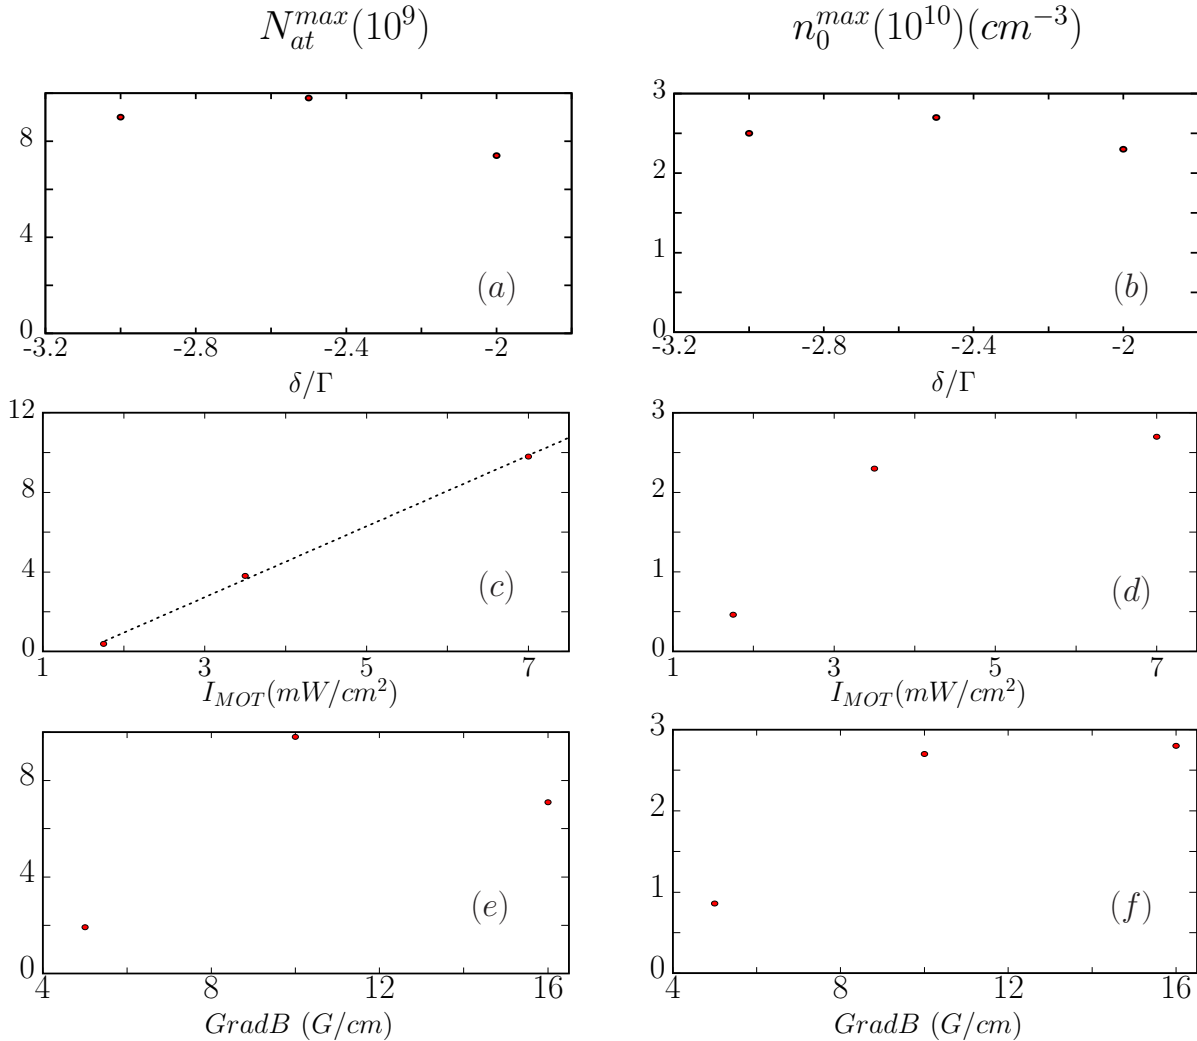 N_{at}^{max}(10^9) n_0^{max}(10^{10})(cm^{-3})
8
4
0
(a)
-3.2 -2.8 -2.4 -2
δ/Γ
3
2
1
0
(b)
-3.2 -2.8 -2.4 -2
δ/Γ
12
8
4
0
(c)
1 3 5 7
I_{MOT}(mW/cm^2)
3
2
1
0
(d)
1 3 5 7
I_{MOT}(mW/cm^2)
8
4
0
(e)
4 8 12 16
GradB (G/cm)
3
2
1
0
(f)
4 8 12 16
GradB (G/cm)